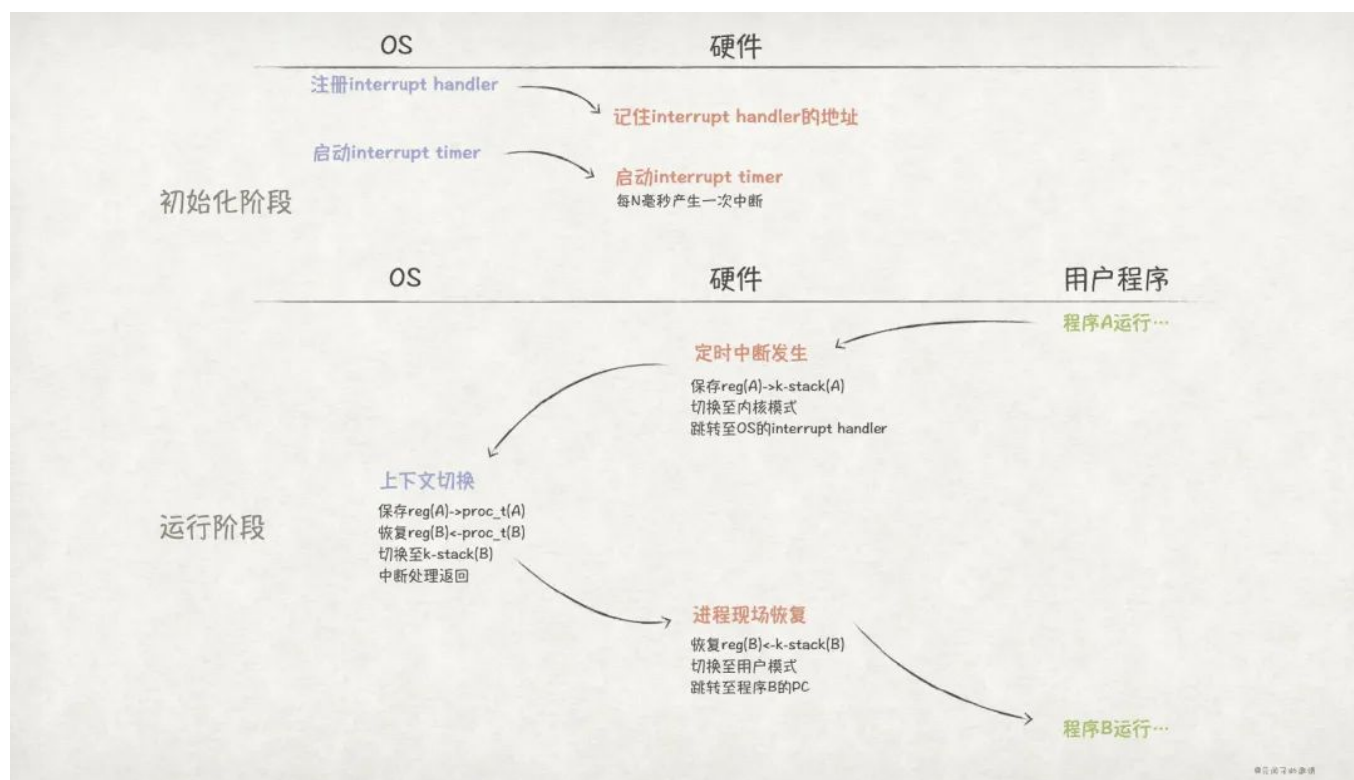 OS 硬件
注册interrupt handler
记住interrupt handler的地址
启动interrupt timer
启动interrupt timer
每N毫秒产生一次中断
初始化阶段
OS 硬件 用户程序
程序A运行…
定时中断发生
保存reg(A)->k-stack(A)
切换至内核模式
跳转至OS的interrupt handler
上下文切换
保存reg(A)->proc_t(A)
恢复reg(B)<-proc_t(B)
切换至k-stack(B)
中断处理返回
运行阶段
进程现场恢复
恢复reg(B)<-k-stack(B)
切换至用户模式
跳转至程序B的PC
程序B运行…